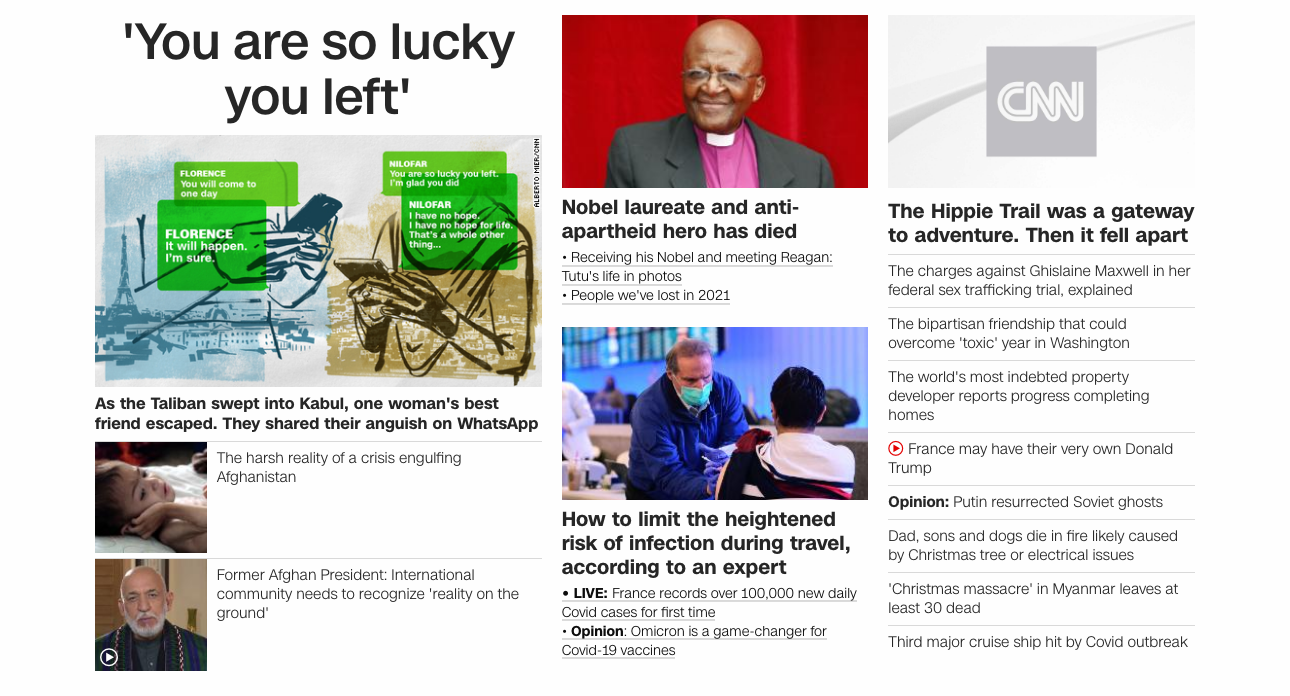 'You are so lucky
you left'
ALBERTO MIER/CNN
FLORENCE
You will come to
one day
FLORENCE
It will happen.
I'm sure.
NILOFAR
You are so lucky you left.
I'm glad you did
NILOFAR
I have no hope.
I have no hope for life.
That's a whole other
thing...
As the Taliban swept into Kabul, one woman's best
friend escaped. They shared their anguish on WhatsApp
The harsh reality of a crisis engulfing
Afghanistan
Former Afghan President: International
community needs to recognize 'reality on the
ground'
Nobel laureate and anti-
apartheid hero has died
• Receiving his Nobel and meeting Reagan:
Tutu's life in photos
• People we've lost in 2021
How to limit the heightened
risk of infection during travel,
according to an expert
• LIVE: France records over 100,000 new daily
Covid cases for first time
• Opinion: Omicron is a game-changer for
Covid-19 vaccines
CNN
The Hippie Trail was a gateway
to adventure. Then it fell apart
The charges against Ghislaine Maxwell in her
federal sex trafficking trial, explained
The bipartisan friendship that could
overcome 'toxic' year in Washington
The world's most indebted property
developer reports progress completing
homes
France may have their very own Donald
Trump
Opinion: Putin resurrected Soviet ghosts
Dad, sons and dogs die in fire likely caused
by Christmas tree or electrical issues
'Christmas massacre' in Myanmar leaves at
least 30 dead
Third major cruise ship hit by Covid outbreak